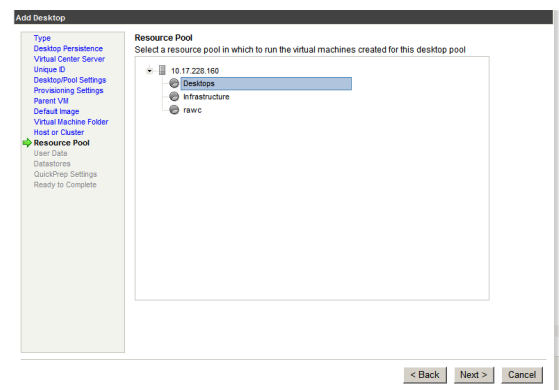 Add Desktop
Type
Desktop Persistence
Virtual Center Server
Unique ID
Desktop/Pool Settings
Provisioning Settings
Parent VM
Default Image
Virtual Machine Folder
Host or Cluster
Resource Pool
User Data
Datastores
QuickPrep Settings
Ready to Complete
Resource Pool
Select a resource pool in which to run the virtual machines created for this desktop pool
10.17.228.160
Desktops
Infrastructure
rawc
< Back
Next >
Cancel